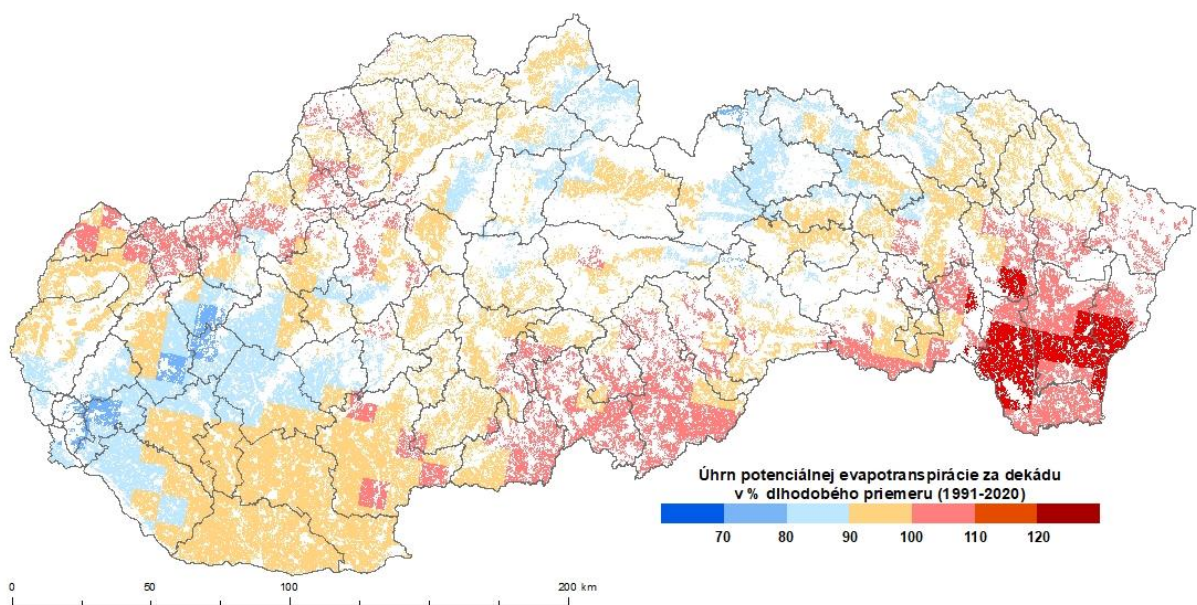 Úhrn potenciálnej evapotranspirácie za dekádu
v % dlhodobého priemeru (1991-2020)
70 80 90 100 110 120
0 50 100 200 km